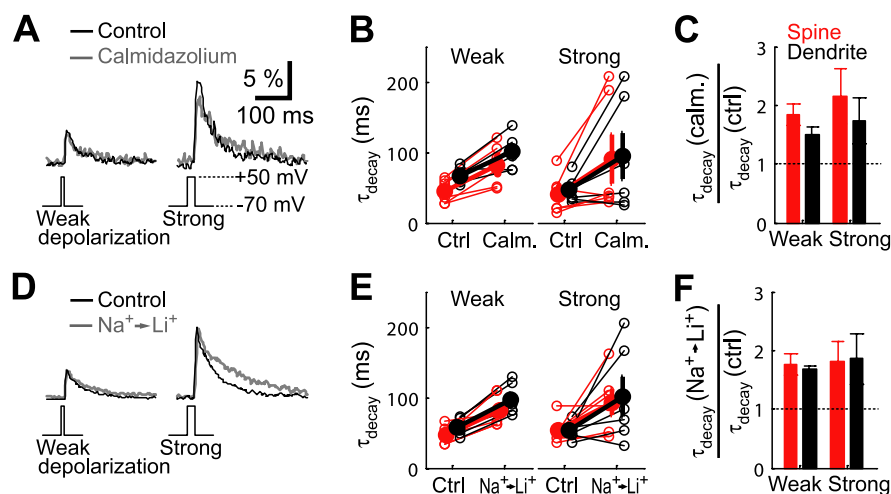 A
Control
Calmidazolium
5 %
100 ms
+50 mV
-70 mV
Weak
depolarization
Strong
B
Weak
Strong
τdecay (ms)
200
100
0
Ctrl
Calm.
Ctrl
Calm.
C
Spine
Dendrite
τdecay (calm.)
τdecay (ctrl)
3
2
1
0
Weak
Strong
D
Control
Na⁺→Li⁺
Weak
depolarization
Strong
E
Weak
Strong
τdecay (ms)
200
100
0
Ctrl
Na⁺→Li⁺
Ctrl
Na⁺→Li⁺
F
τdecay (Na⁺→Li⁺)
τdecay (ctrl)
3
2
1
0
Weak
Strong